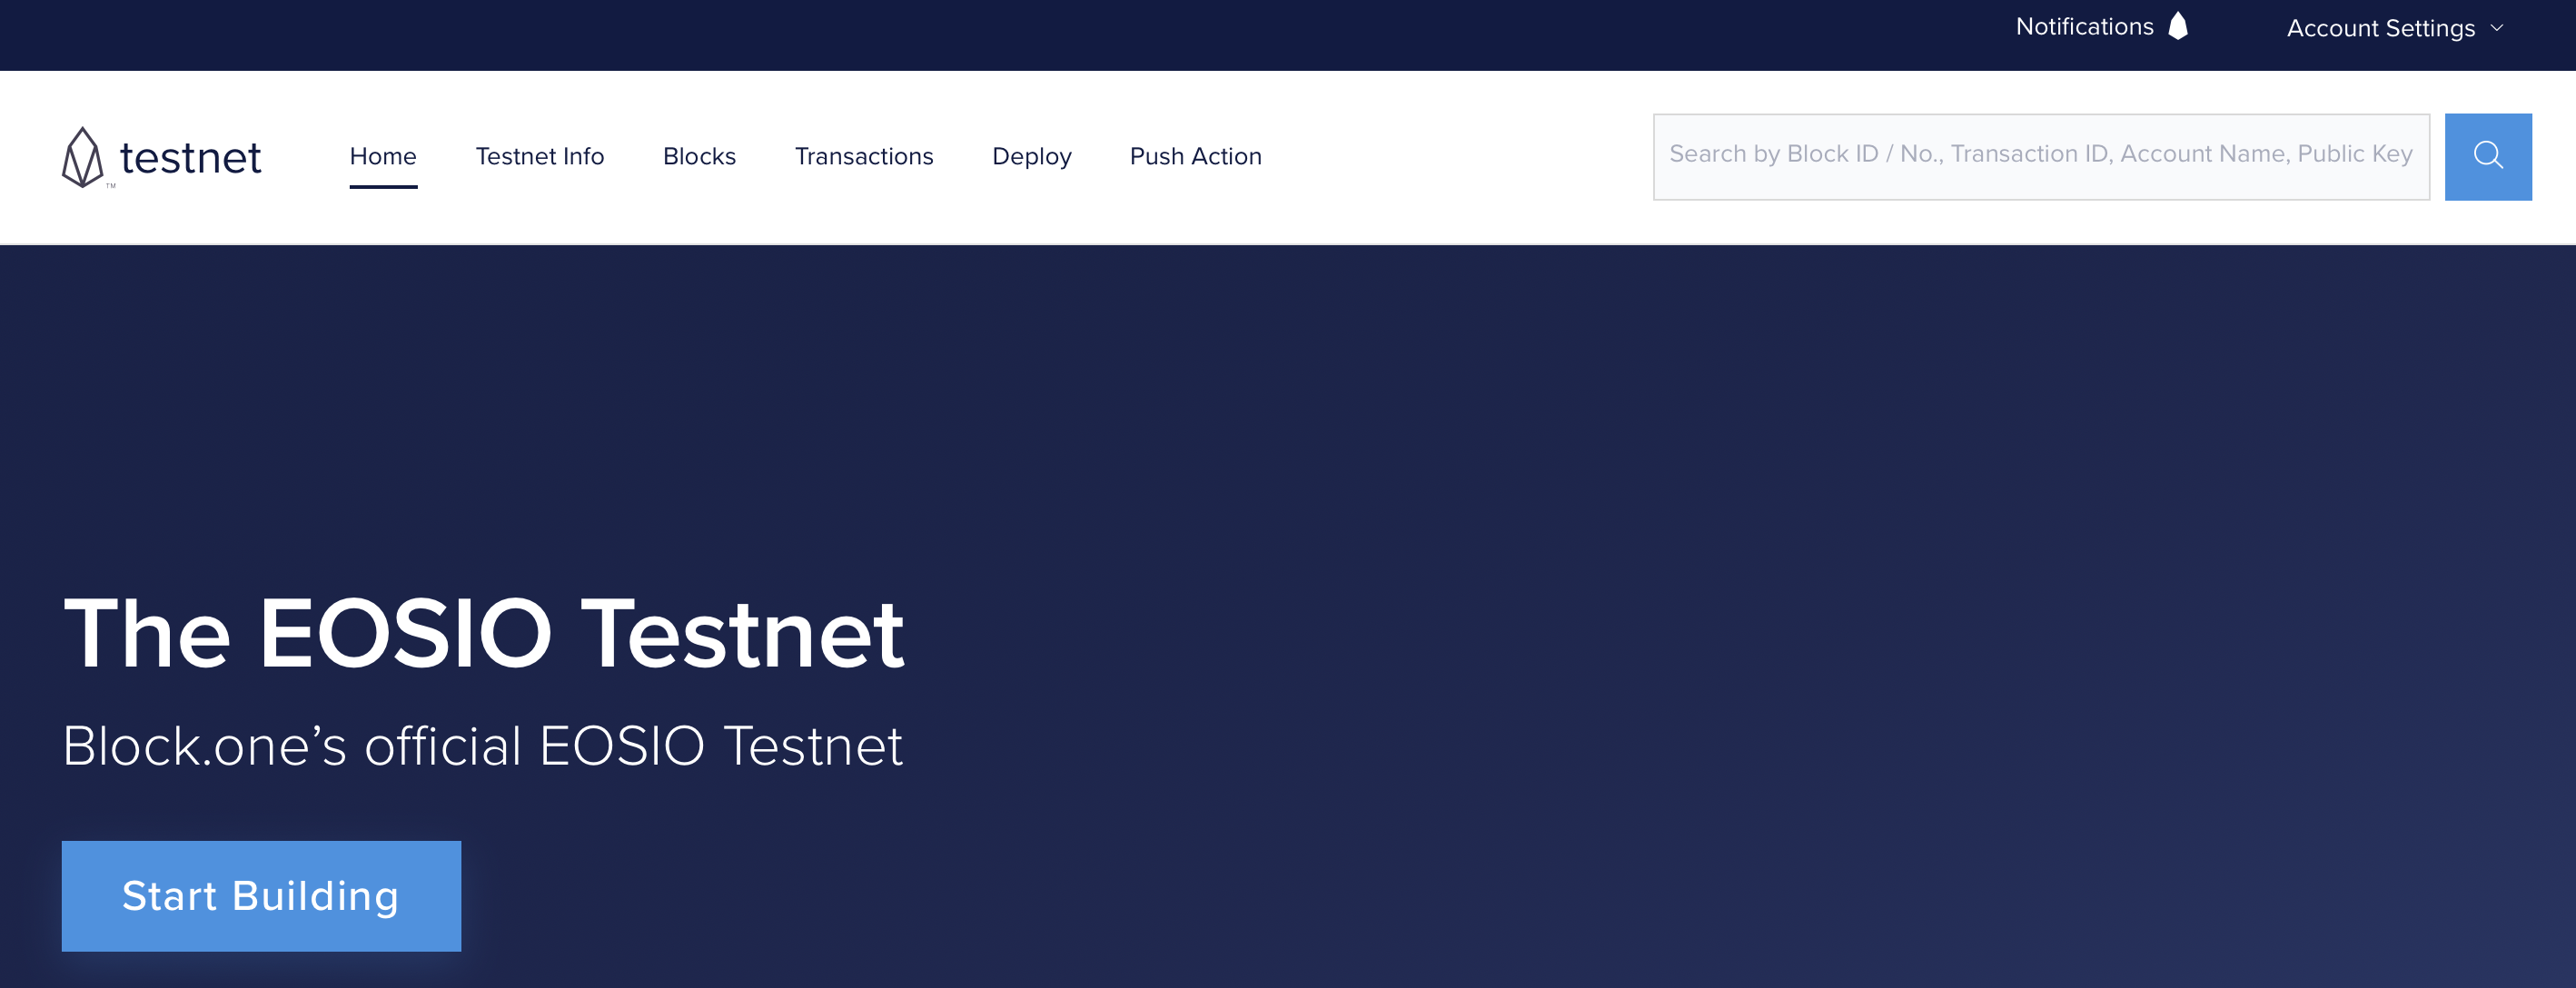 Notifications Account Settings
testnet Home Testnet Info Blocks Transactions Deploy Push Action Search by Block ID / No., Transaction ID, Account Name, Public Key
TM
The EOSIO Testnet
Block.one’s official EOSIO Testnet
Start Building